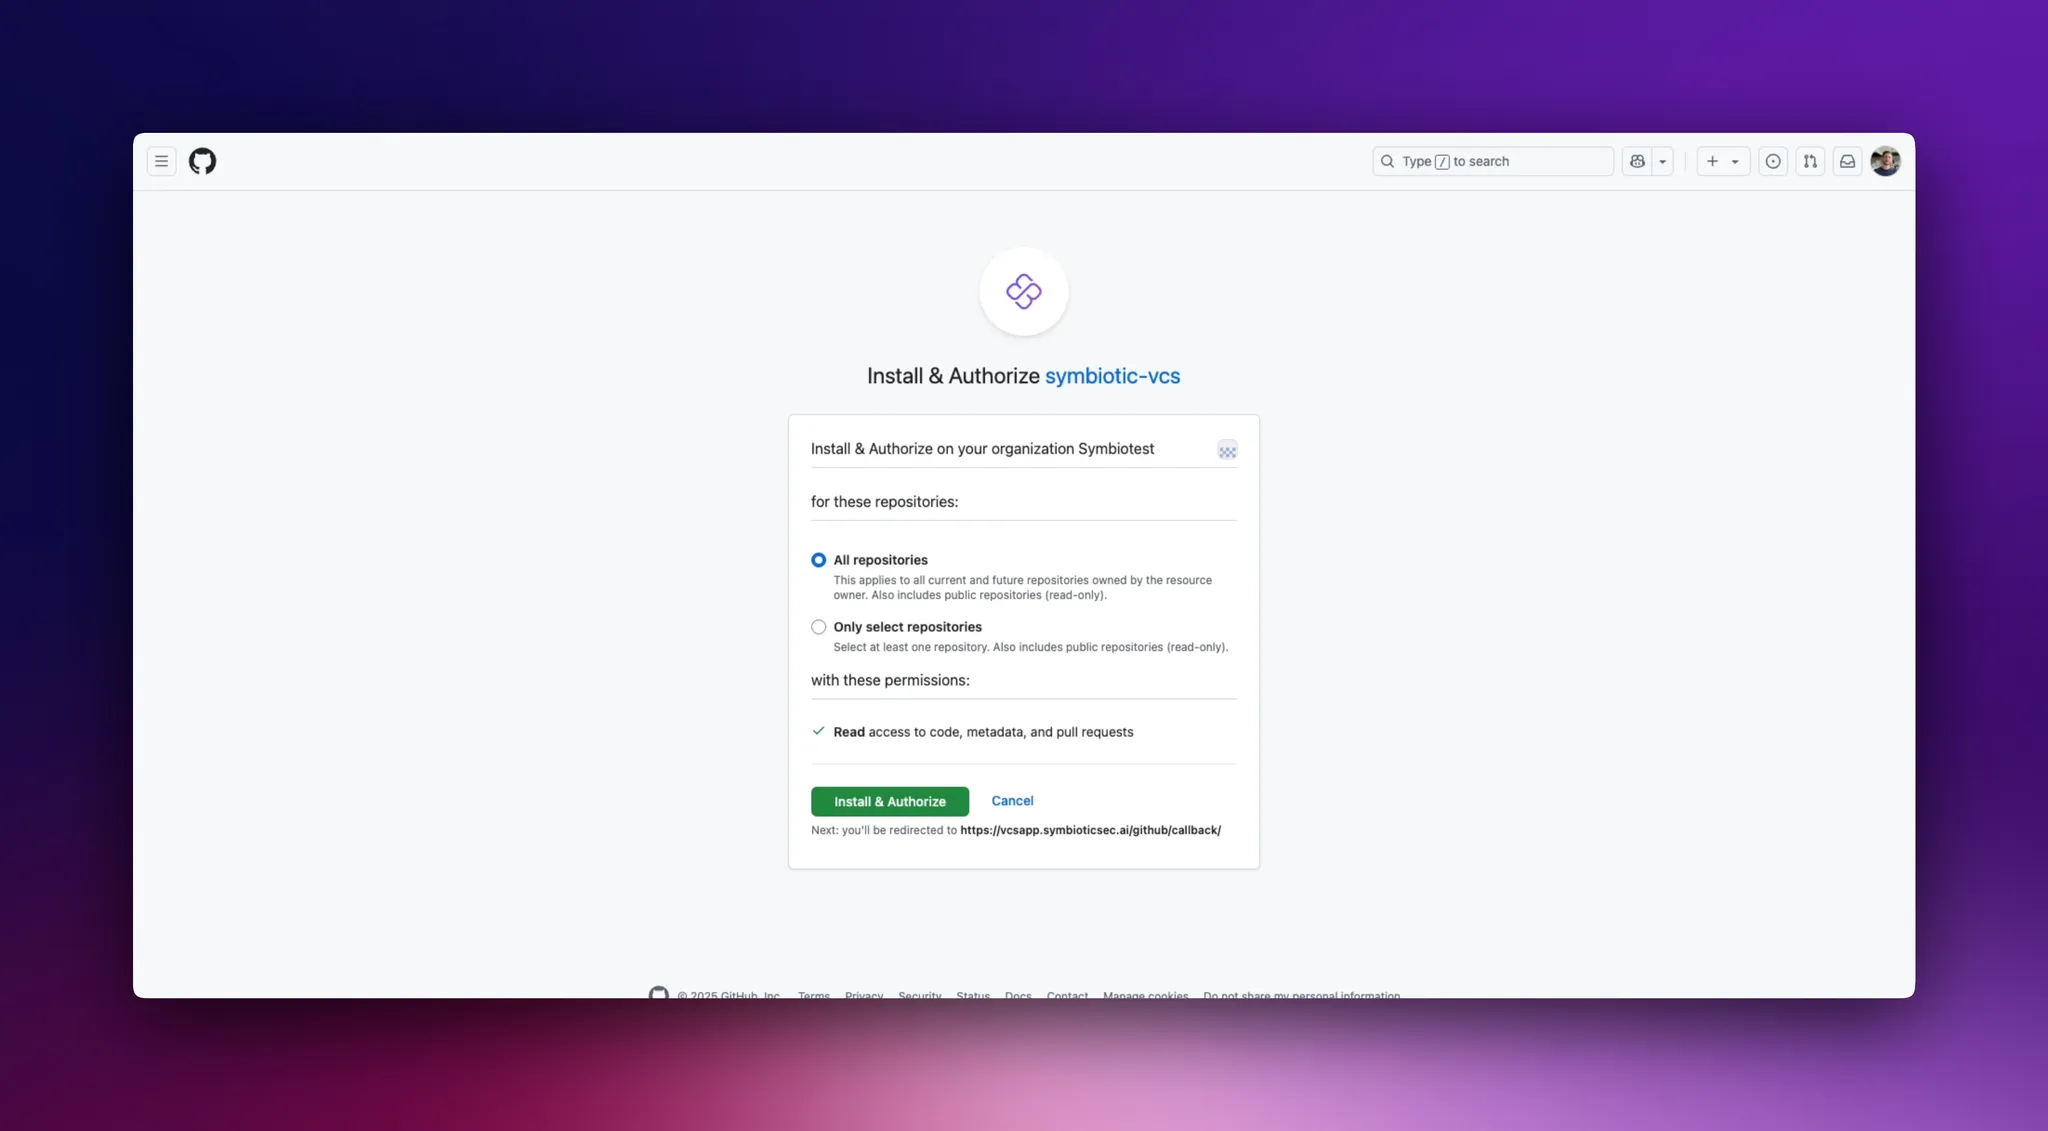 Type / to search
Install & Authorize symbiotic-vcs
Install & Authorize on your organization Symbiotest
for these repositories:
All repositories
This applies to all current and future repositories owned by the resource
owner. Also includes public repositories (read-only).
Only select repositories
Select at least one repository. Also includes public repositories (read-only).
with these permissions:
Read access to code, metadata, and pull requests
Install & Authorize Cancel
Next: you'll be redirected to https://vcsapp.symbioticsec.ai/github/callback/
© 2025 GitHub, Inc. Terms Privacy Security Status Docs Contact Manage cookies Do not share my personal information